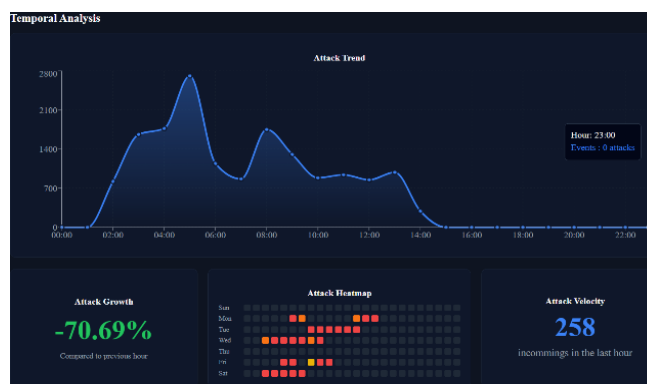 Temporal Analysis
Attack Trend
2800
2100
1400
700
0
Hour: 23:00
Events : 0 attacks
00:00 02:00 04:00 06:00 08:00 10:00 12:00 14:00 16:00 18:00 20:00 22:00
Attack Growth
-70.69%
Compared to previous hour
Attack Heatmap
Sun
Mon
Tue
Wed
Thu
Fri
Sat
Attack Velocity
258
incommings in the last hour